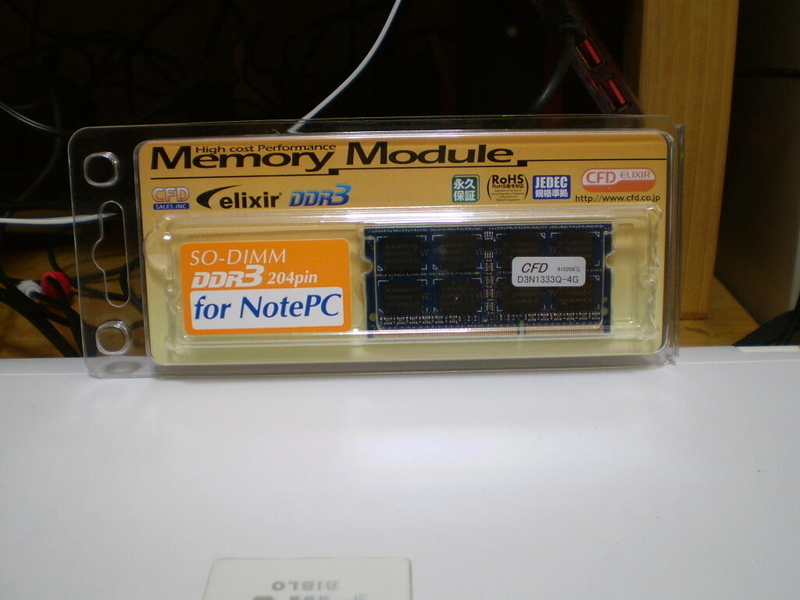 High cost Performance
Memory Module
CFD
SALES INC.
elixir DDR3
永久
保証
RoHS
JEDEC
規格準拠
CFD ELIXIR
http://www.cfd.co.jp
SO-DIMM
DDR3 204pin
for NotePC
CFD
D3N1333Q-4G
BIBLO